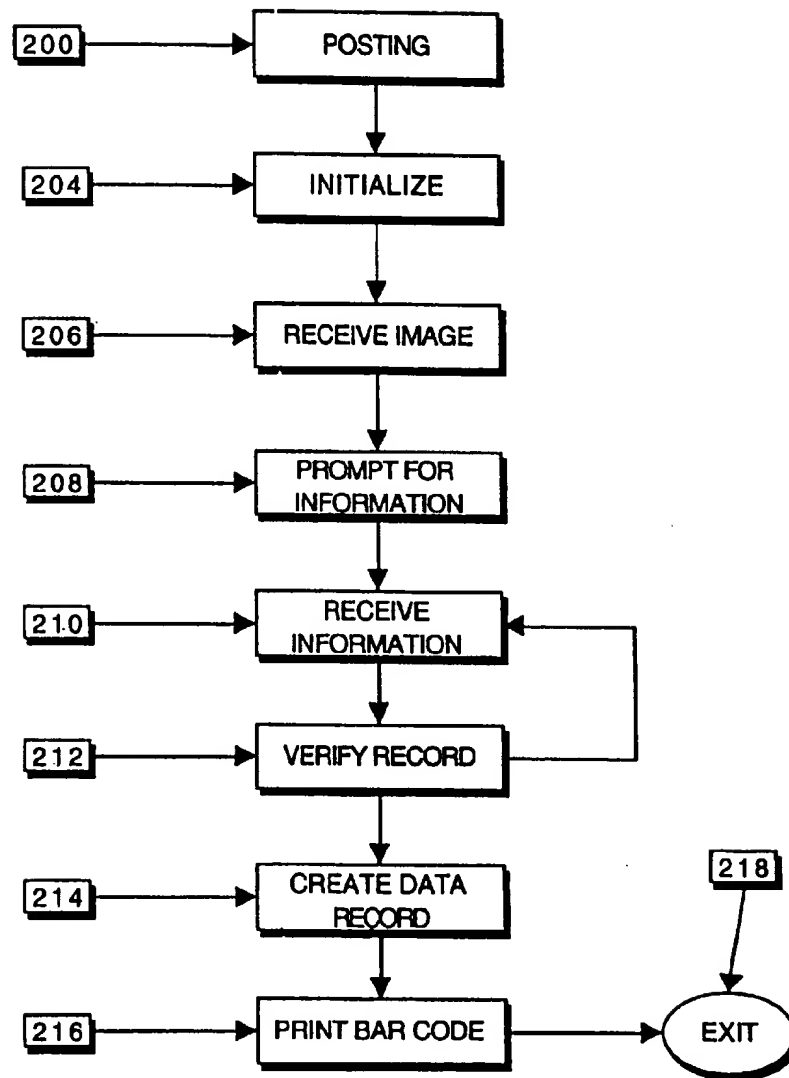 200
POSTING
204
INITIALIZE
206
RECEIVE IMAGE
208
PROMPT FOR
INFORMATION
210
RECEIVE
INFORMATION
212
VERIFY RECORD
214
CREATE DATA
RECORD
218
216
PRINT BAR CODE
EXIT